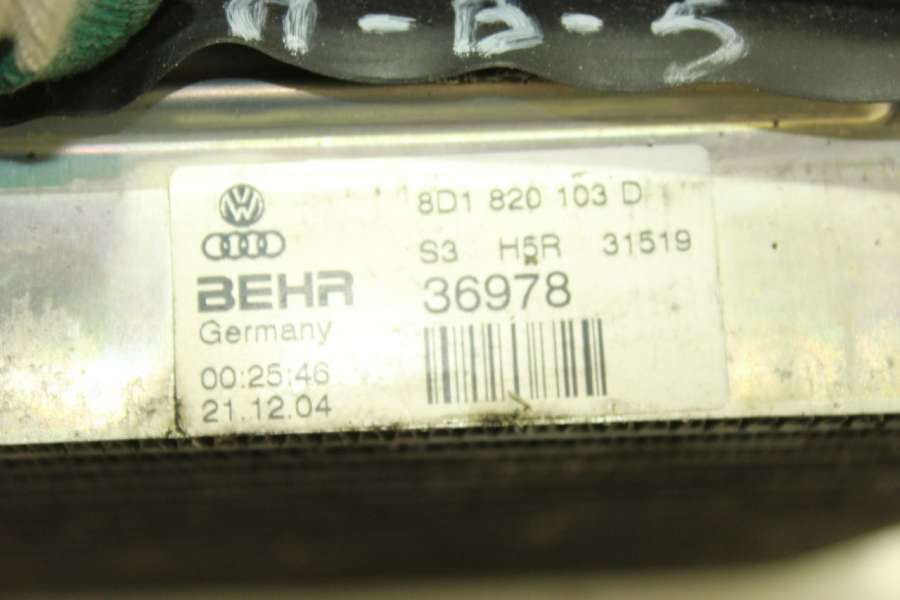 A-B-5
8D1 820 103 D
S3 H5R 31519
BEHR
36978
Germany
00:25:46
21.12.04